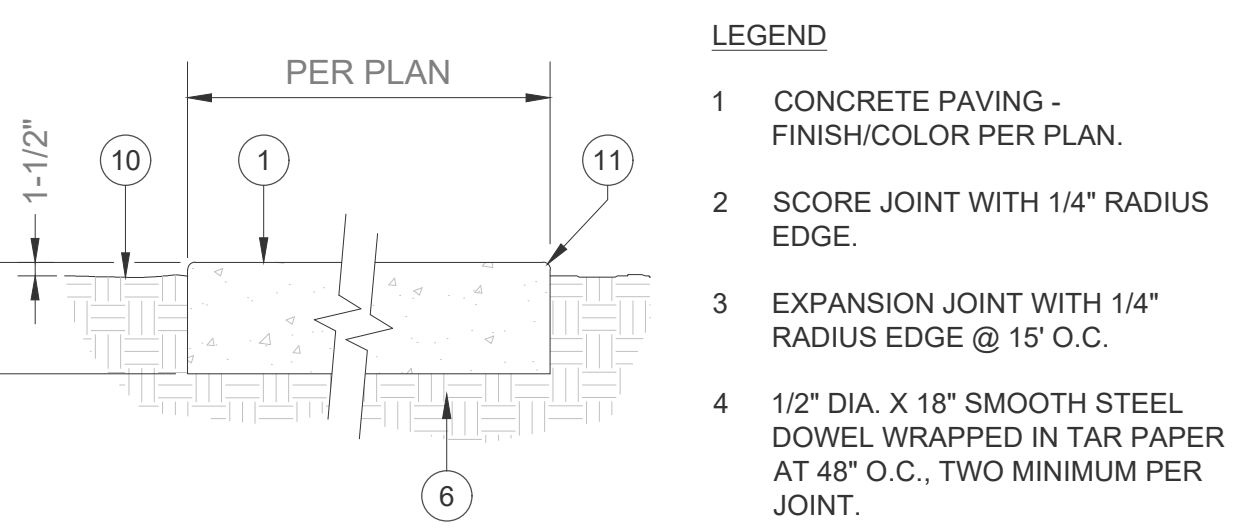 PER PLAN
1-1/2"
10
1
11
6
LEGEND
1 CONCRETE PAVING -
FINISH/COLOR PER PLAN.
2 SCORE JOINT WITH 1/4" RADIUS
EDGE.
3 EXPANSION JOINT WITH 1/4"
RADIUS EDGE @ 15' O.C.
4 1/2" DIA. X 18" SMOOTH STEEL
DOWEL WRAPPED IN TAR PAPER
AT 48" O.C., TWO MINIMUM PER
JOINT.